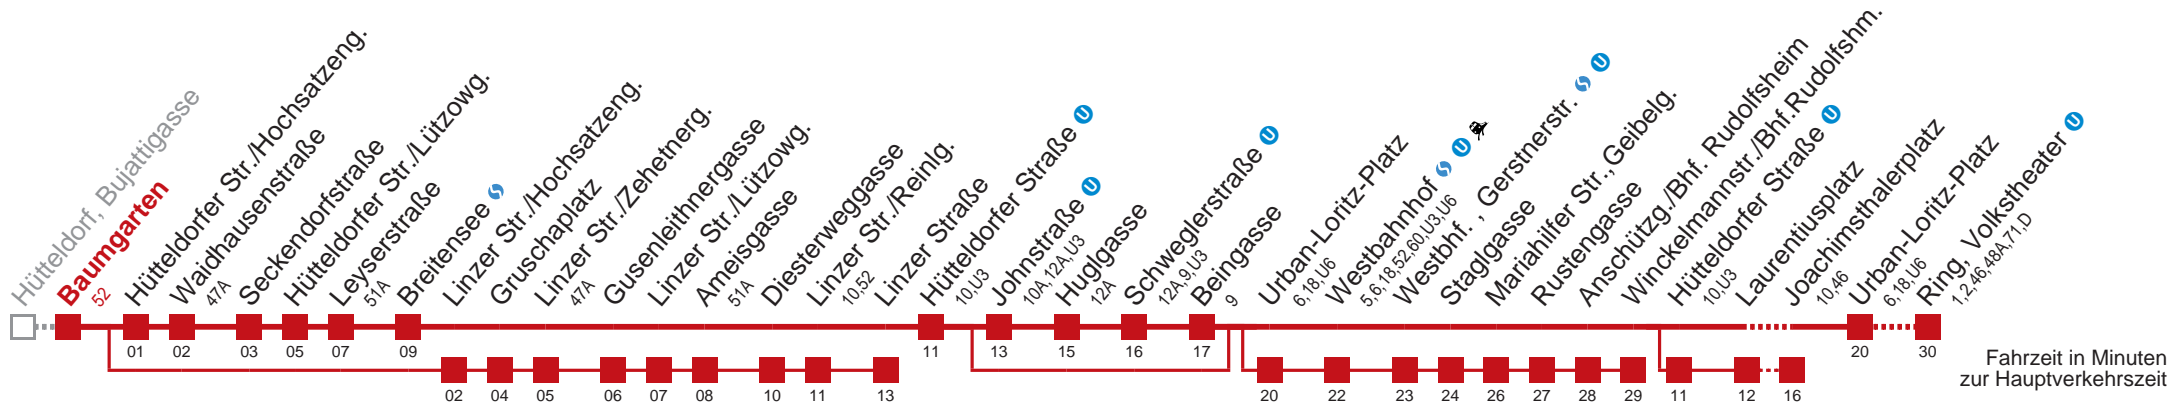 Hütteldorf, Bujattigasse
Baumgarten
52
Hütteldorfer Str./Hochsatzeng.
Waidhausenstraße
47A
Seckendorfstraße
Hütteldorfer Str./Lützowg.
Leyserstraße
51A
Breitensee
Linzer Str./Hochsatzeng.
Gruschaplatz
Linzer Str./Zehetnerg.
47A
Gusenleithnergasse
Linzer Str./Lützowg.
Ameisgasse
51A
Diesterweggasse
Linzer Str./Reinlg.
10,52
Linzer Straße
Hütteldorfer Straße U
10,U3
Johnstraße U
10A,12A,U3
Huglgasse
12A
Schweglerstraße U
12A,9,U3
Beingasse
9
Urban-Loritz-Platz
6,18,U6
Westbahnhof U
5,6,18,52,60,U3,U6
Westbhf. , Gerstnerstr. U
Staglgasse
Mariahilfer Str., Geibelg.
Rustengasse
Anschützg./Bhf. Rudolfsheim
Winckelmannstr./Bhf.Rudolfshm.
Hütteldorfer Straße U
10,U3
Laurentiusplatz
Joachimsthalerplatz
10,46
Urban-Loritz-Platz
6,18,U6
Ring, Volkstheater U
1,2,46,48A,71,D
01 02 03 05 07 09 11 13 15 16 17 20 30
02 04 05 06 07 08 10 11 13 20 22 23 24 26 27 28 29 11 12 16
Fahrzeit in Minuten
zur Hauptverkehrszeit